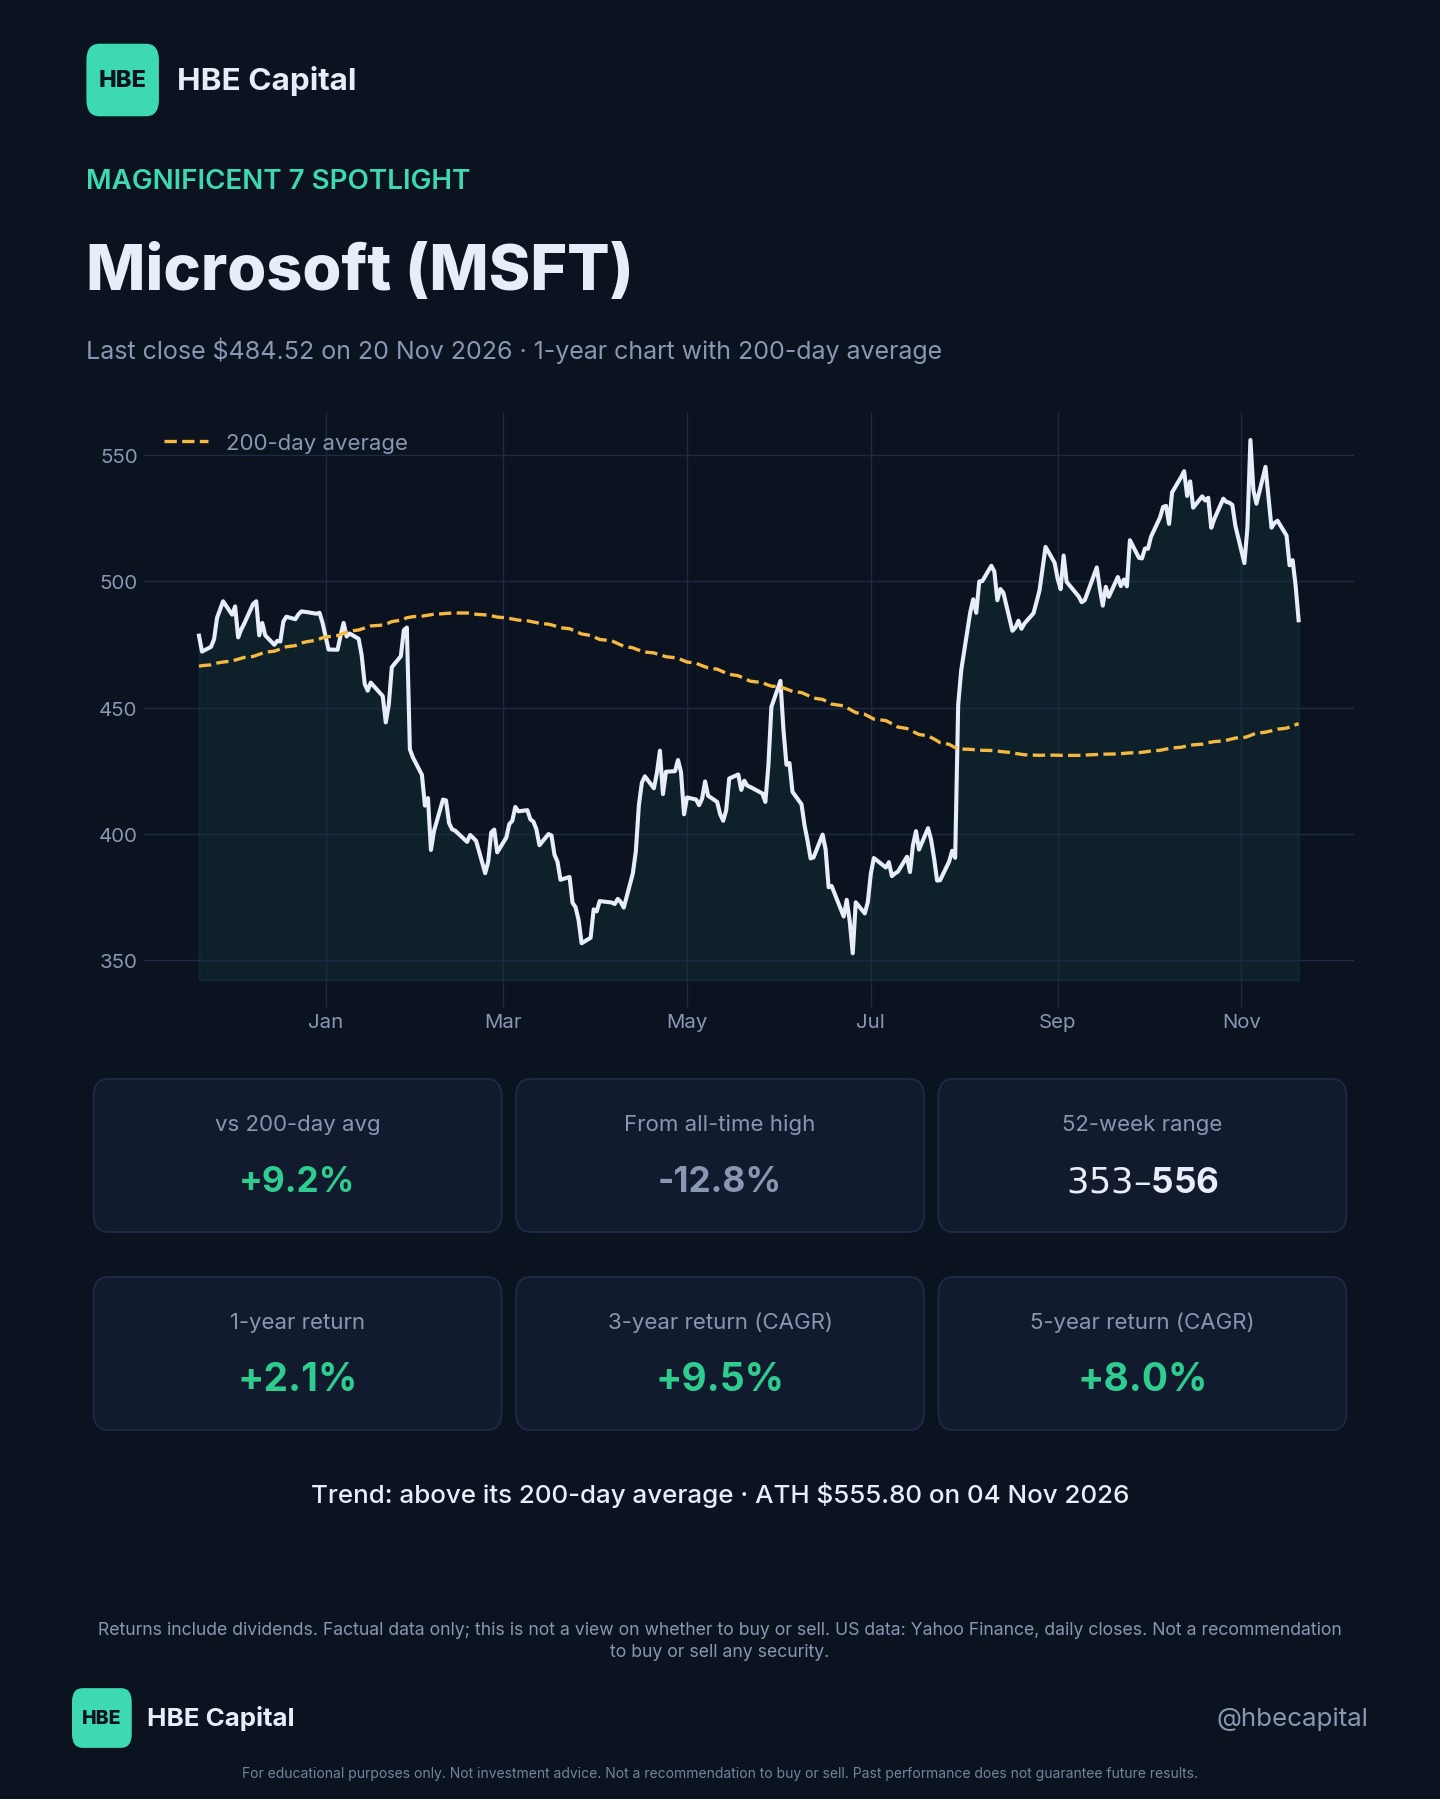 HBE HBE Capital
MAGNIFICENT 7 SPOTLIGHT
Microsoft (MSFT)
Last close $484.52 on 20 Nov 2026 · 1-year chart with 200-day average
200-day average
550
500
450
400
350
Jan Mar May Jul Sep Nov
vs 200-day avg
+9.2%
From all-time high
-12.8%
52-week range
353–556
1-year return
+2.1%
3-year return (CAGR)
+9.5%
5-year return (CAGR)
+8.0%
Trend: above its 200-day average · ATH $555.80 on 04 Nov 2026
Returns include dividends. Factual data only; this is not a view on whether to buy or sell. US data: Yahoo Finance, daily closes. Not a recommendation
to buy or sell any security.
HBE HBE Capital @hbecapital
For educational purposes only. Not investment advice. Not a recommendation to buy or sell. Past performance does not guarantee future results.